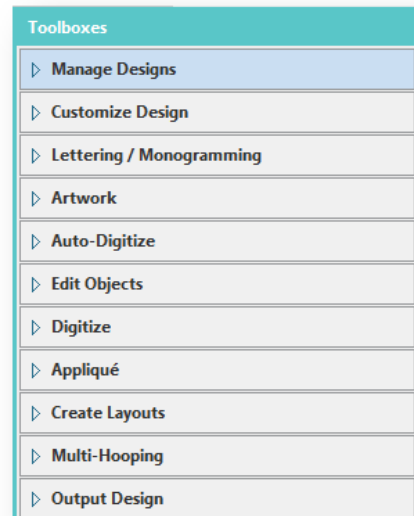 Toolboxes
Manage Designs
Customize Design
Lettering / Monogramming
Artwork
Auto-Digitize
Edit Objects
Digitize
Appliqué
Create Layouts
Multi-Hooping
Output Design